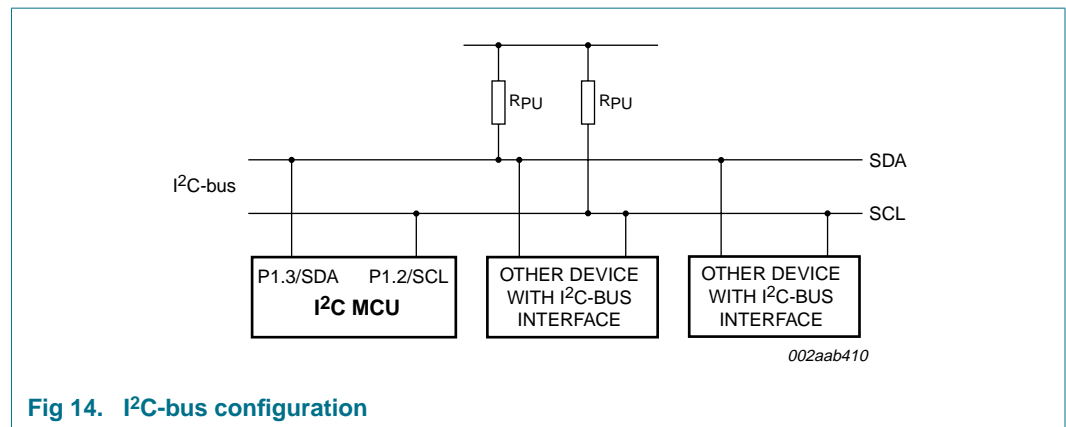 RPU RPU
SDA
I2C-bus
SCL
P1.3/SDA P1.2/SCL
I2C MCU
OTHER DEVICE
WITH I2C-BUS
INTERFACE
OTHER DEVICE
WITH I2C-BUS
INTERFACE
002aab410
Fig 14. I2C-bus configuration